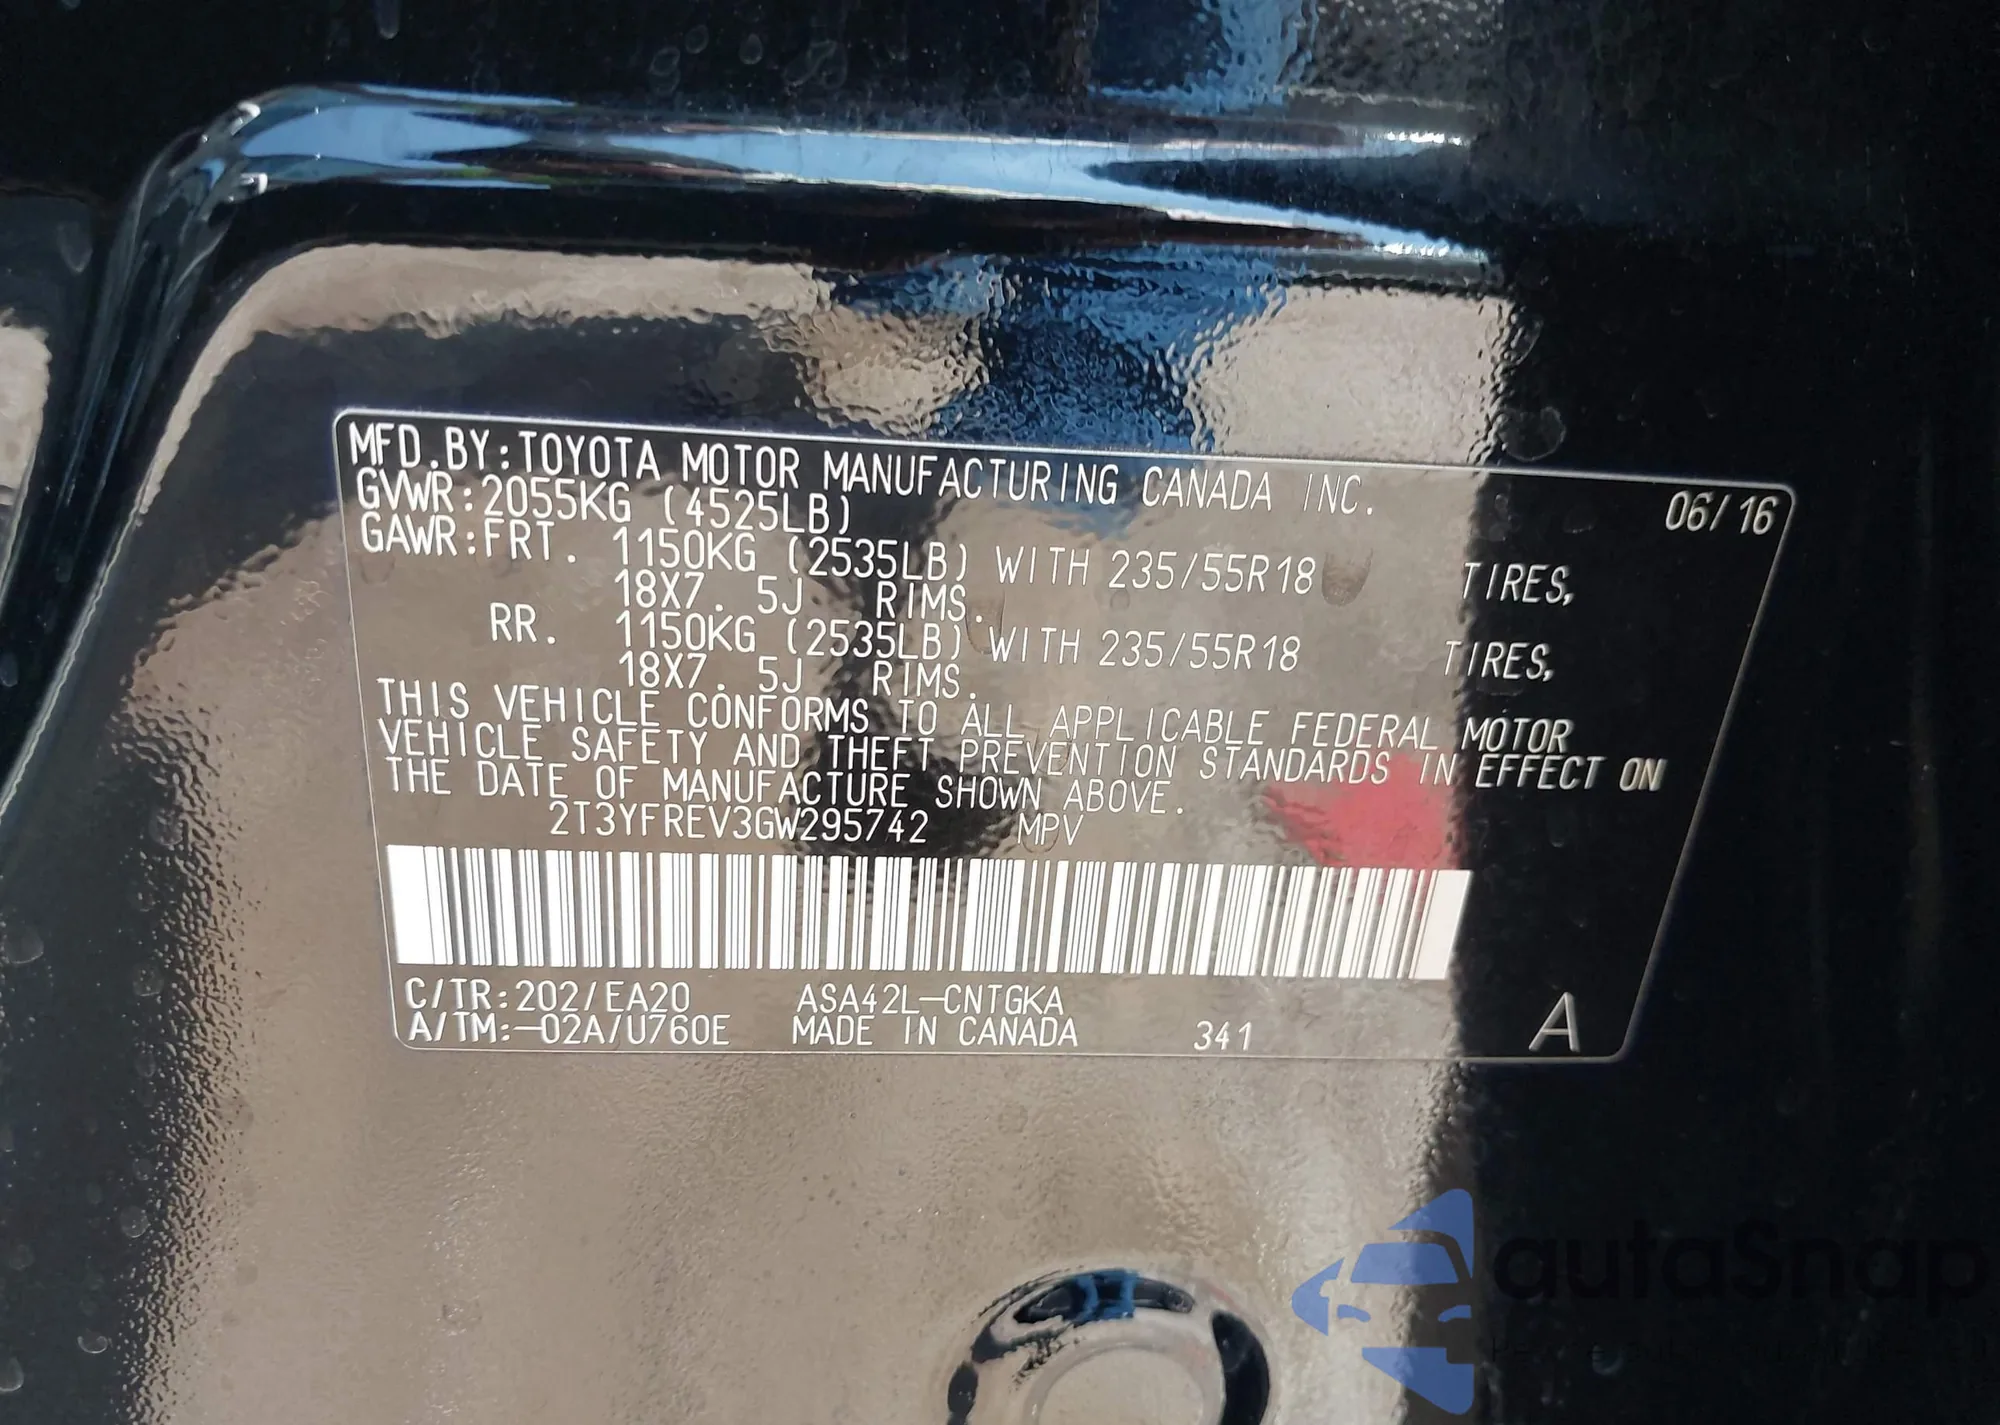 MFD.BY:TOYOTA MOTOR MANUFACTURING CANADA INC. 06/16
GVWR:2055KG (4525LB)
GAWR:FRT. 1150KG (2535LB) WITH 235/55R18 TIRES,
18X7. 5J RIMS.
RR. 1150KG (2535LB) WITH 235/55R18 TIRES,
18X7. 5J RIMS.
THIS VEHICLE CONFORMS TO ALL APPLICABLE FEDERAL MOTOR
VEHICLE SAFETY AND THEFT PREVENTION STANDARDS IN EFFECT ON
THE DATE OF MANUFACTURE SHOWN ABOVE.
2T3YFREV3GW295742 MPV
C/TR:202/EA20 ASA42L-CNTGKA
A/TM:-02A/U760E MADE IN CANADA 341 A
autoSnap